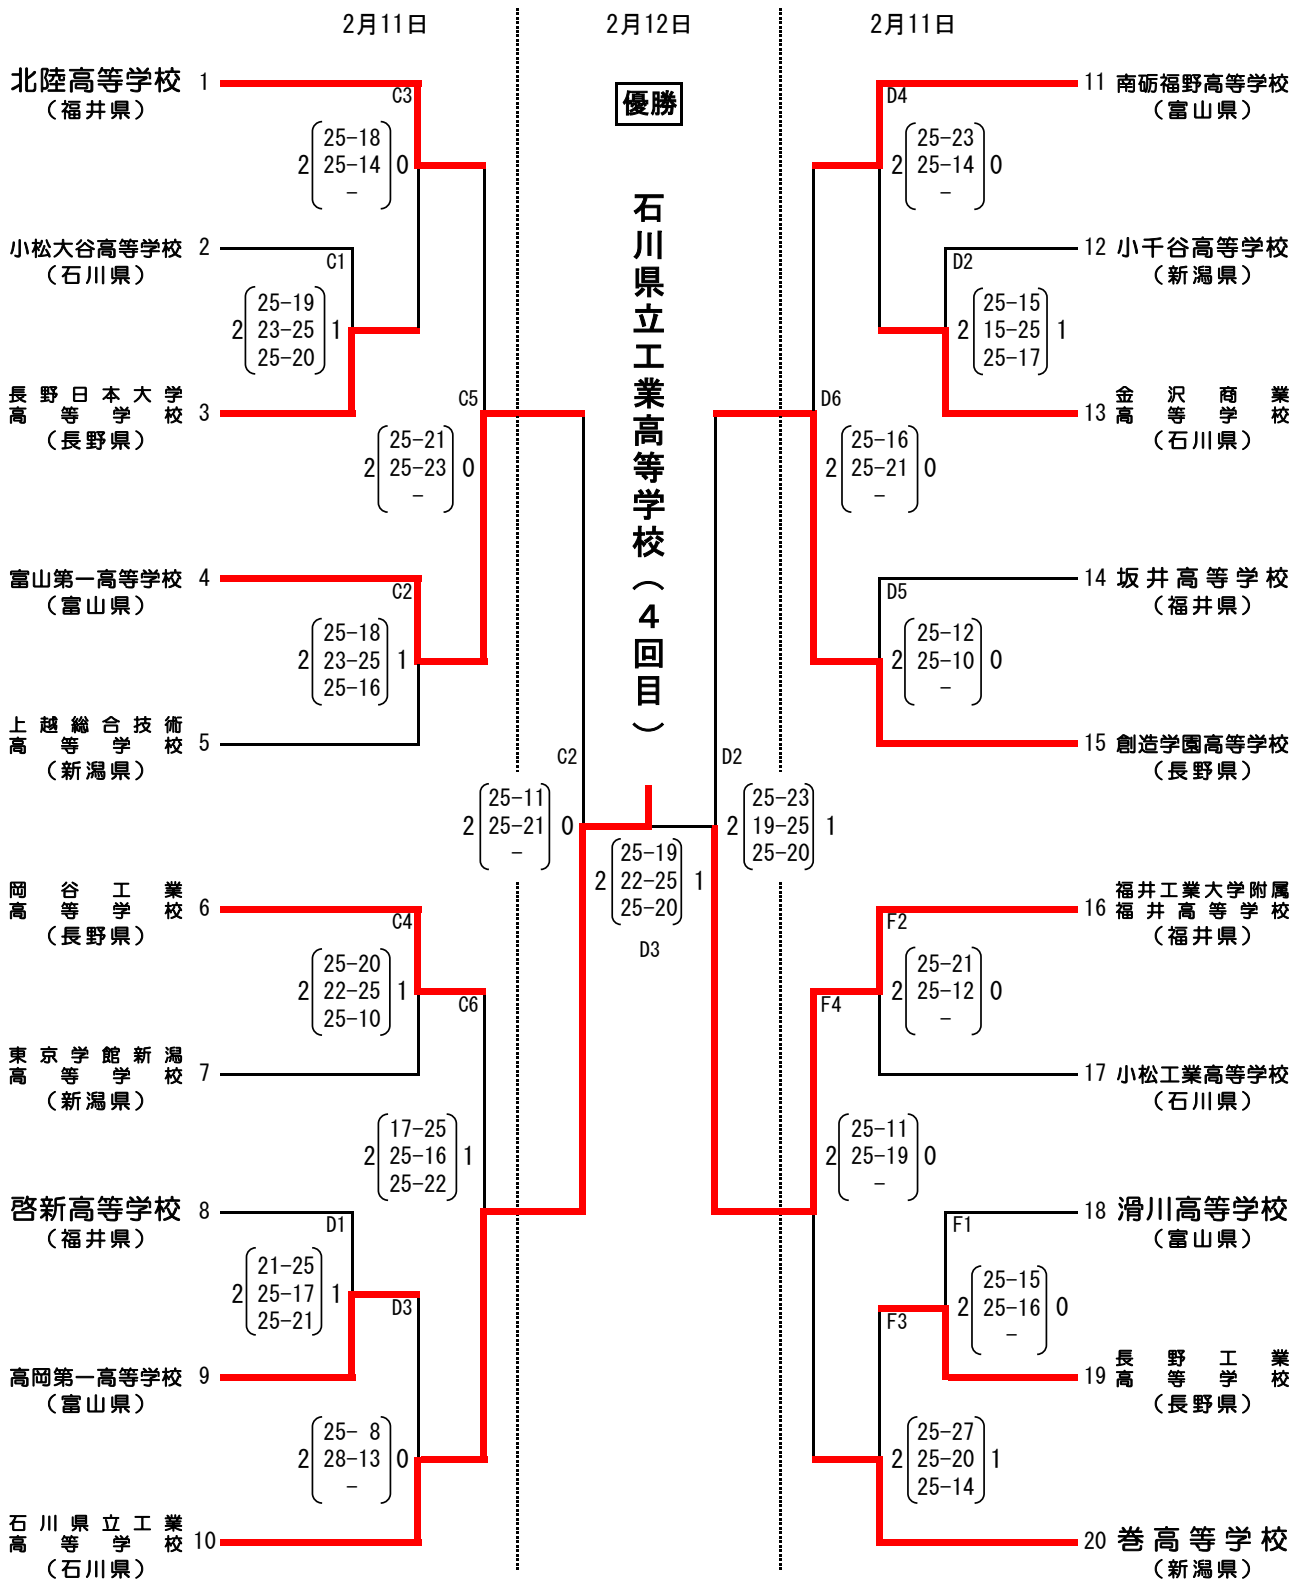 2月11日
2月12日
2月11日
優勝
石川県立工業高等学校（4回目）
北陸高等学校 1
（福井県）
C3
25-18
2 25-14 0
-
小松大谷高等学校 2
（石川県）
C1
25-19
2 23-25 1
25-20
長野日本大学
高等学校 3
（長野県）
C5
25-21
2 25-23 0
-
富山第一高等学校 4
（富山県）
C2
25-18
2 23-25 1
25-16
上越総合技術
高等学校 5
（新潟県）
C2
25-11
2 25-21 0
-
岡谷工業
高等学校 6
（長野県）
C4
25-20
2 22-25 1
25-10
C6
東京学館新潟
高等学校 7
（新潟県）
17-25
2 25-16 1
25-22
啓新高等学校 8
（福井県）
D1
21-25
2 25-17 1
25-21
D3
高岡第一高等学校 9
（富山県）
25- 8
2 28-13 0
-
石川県立工業
高等学校 10
（石川県）
25-19
2 22-25 1
25-20
D3
11 南砺福野高等学校
（富山県）
D4
25-23
2 25-14 0
-
12 小千谷高等学校
（新潟県）
D2
25-15
2 15-25 1
25-17
金沢商業
13 高等学校
（石川県）
D6
25-16
2 25-21 0
-
14 坂井高等学校
（福井県）
D5
25-12
2 25-10 0
-
15 創造学園高等学校
（長野県）
D2
25-23
2 19-25 1
25-20
福井工業大学附属
16 福井高等学校
（福井県）
F2
25-21
2 25-12 0
-
F4
17 小松工業高等学校
（石川県）
25-11
2 25-19 0
-
18 滑川高等学校
（富山県）
F1
25-15
2 25-16 0
-
F3
長野工業
19 高等学校
（長野県）
25-27
2 25-20 1
25-14
20 巻高等学校
（新潟県）